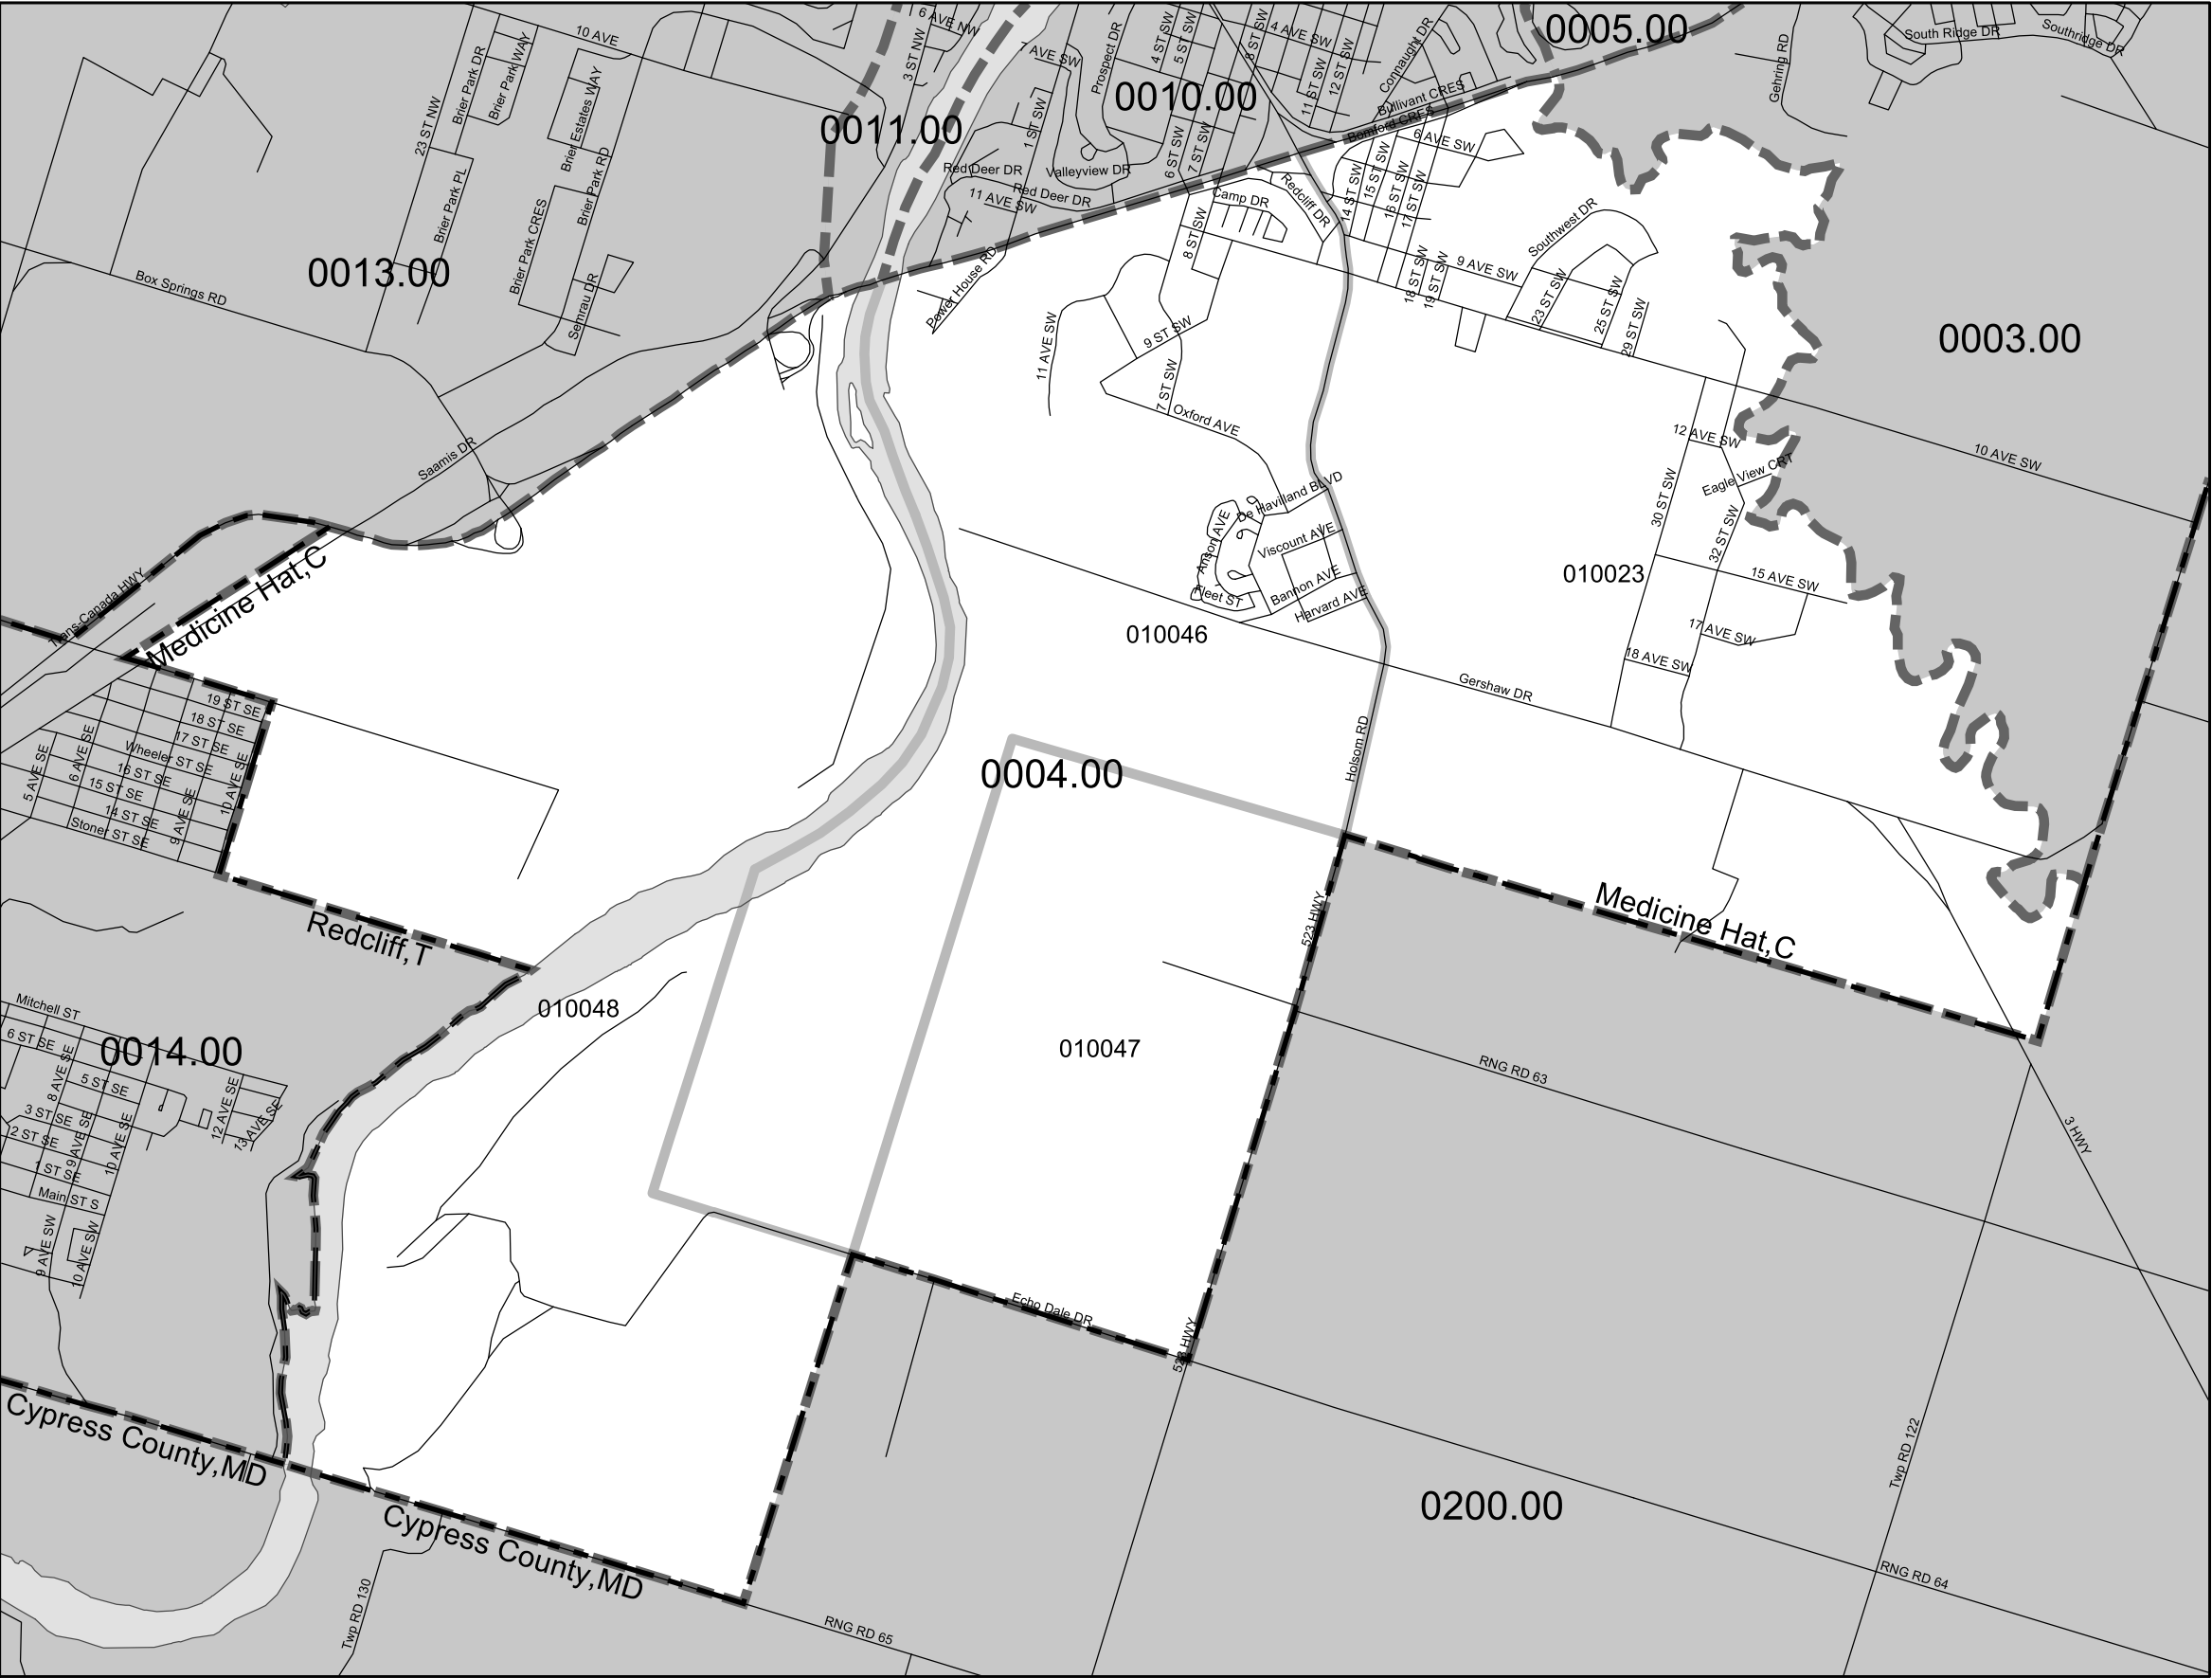 0005.00
6 AVE NW
10 AVE
3 ST NW
7 AVE SW
Prospect DR
4 ST SW
5 ST SW
8 ST SW
4 AVE SW
11 ST SW
12 ST SW
Connaught DR
Gehring RD
South Ridge DR
Southridge DR
23 ST NW
Brier Park DR
Brier Park WAY
Brier Estates WAY
0010.00
0011.00
Bullivant CRES
Bomford CRES
6 AVE SW
1 ST SW
6 ST SW
7 ST SW
Red Deer DR
Valleyview DR
Red Deer DR
11 AVE SW
Brier Park PL
Brier Park RD
Brier Park CRES
Camp DR
Redcliff DR
14 ST SW
15 ST SW
16 ST SW
17 ST SW
Southwest DR
8 ST SW
9 AVE SW
18 ST SW
19 ST SW
23 ST SW
25 ST SW
29 ST SW
0013.00
Box Springs RD
Semrau DR
Power House RD
0003.00
11 AVE SW
9 ST SW
7 ST SW
Oxford AVE
12 AVE SW
10 AVE SW
Saamis DR
Eagle View CRT
30 ST SW
32 ST SW
De Havilland BLVD
Anson AVE
Viscount AVE
Bannon AVE
Fleet ST
Harvard AVE
010023
15 AVE SW
Trans-Canada HWY
Medicine Hat,C
010046
17 AVE SW
18 AVE SW
Gershaw DR
19 ST SE
18 ST SE
17 ST SE
Wheeler ST SE
16 ST SE
15 ST SE
14 ST SE
Stoner ST SE
5 AVE SE
6 AVE SE
9 AVE SE
10 AVE SE
Holsom RD
0004.00
Redcliff,T
523 HWY
Medicine Hat,C
010048
Mitchell ST
6 ST SE
0014.00
010047
8 AVE SE
5 ST SE
3 ST SE
2 ST SE
1 ST SE
Main ST S
9 AVE SE
10 AVE SE
12 AVE SE
13 AVE SE
RNG RD 63
3 HWY
9 AVE SW
10 AVE SW
Echo Dale DR
523 HWY
Cypress County,MD
Twp RD 122
Cypress County,MD
0200.00
RNG RD 64
Twp RD 130
RNG RD 65